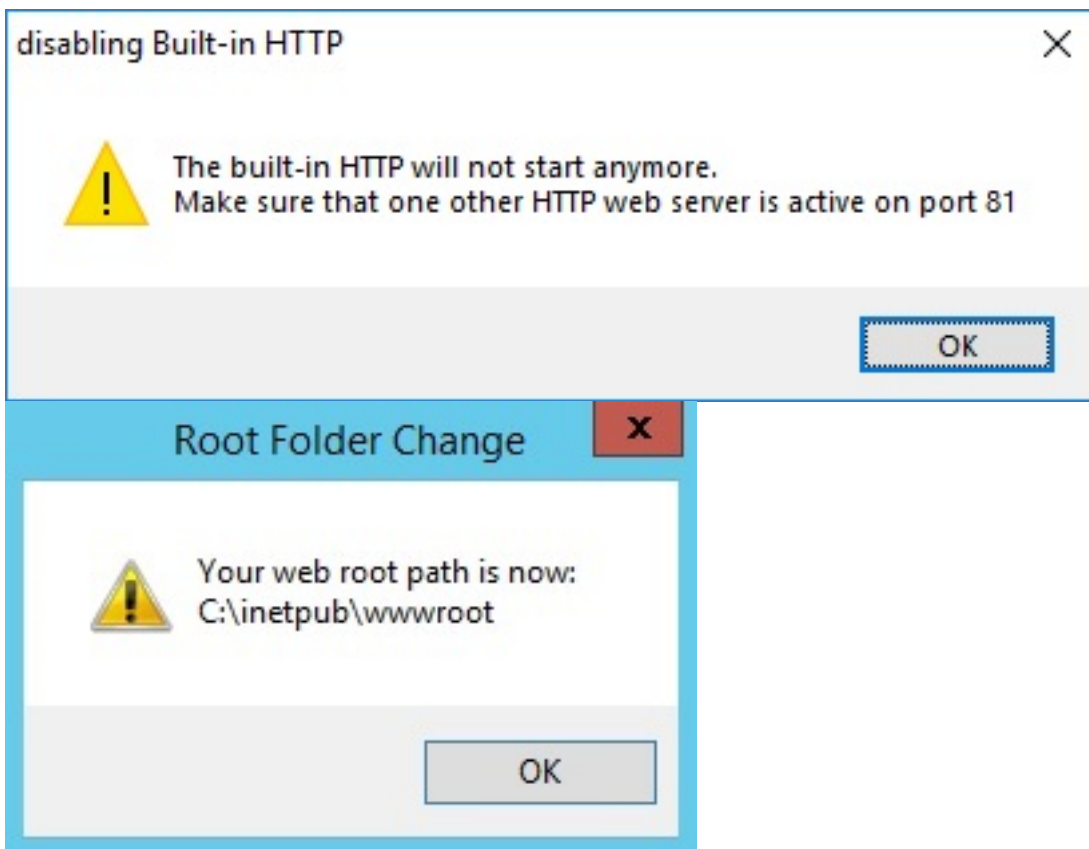 disabling Built-in HTTP
The built-in HTTP will not start anymore.
Make sure that one other HTTP web server is active on port 81
OK
Root Folder Change
Your web root path is now:
C:\inetpub\wwwroot
OK